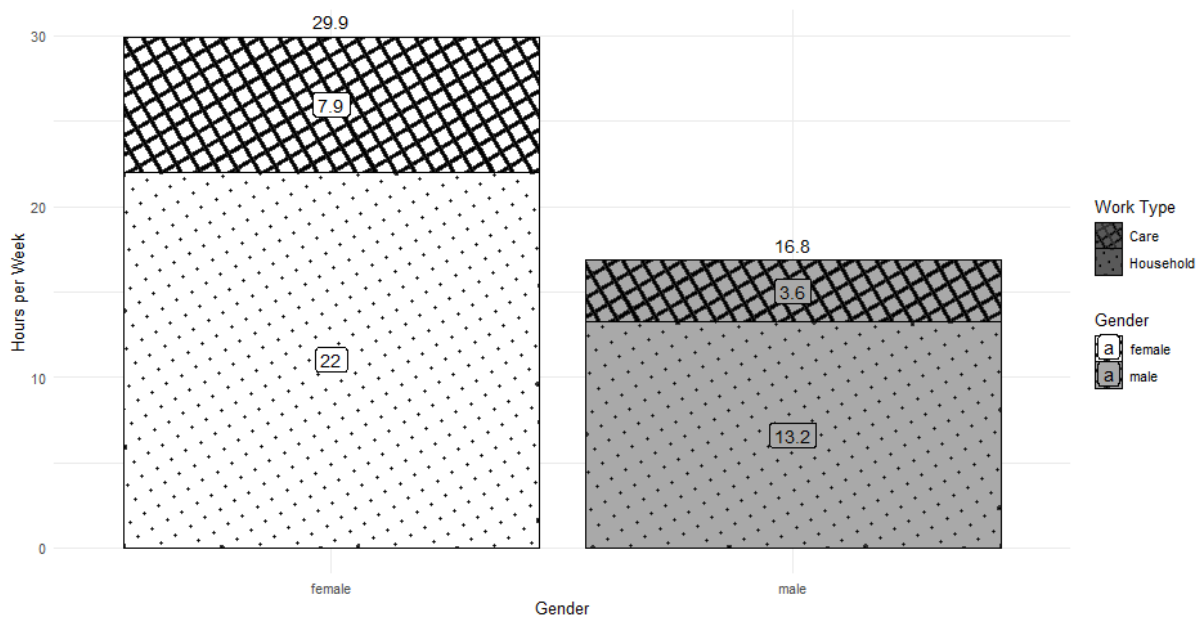 29.9
30
7.9
20
16.8
3.6
22
13.2
10
0
Hours per Week
female
male
Gender
Work Type
Care
Household
Gender
a female
a male